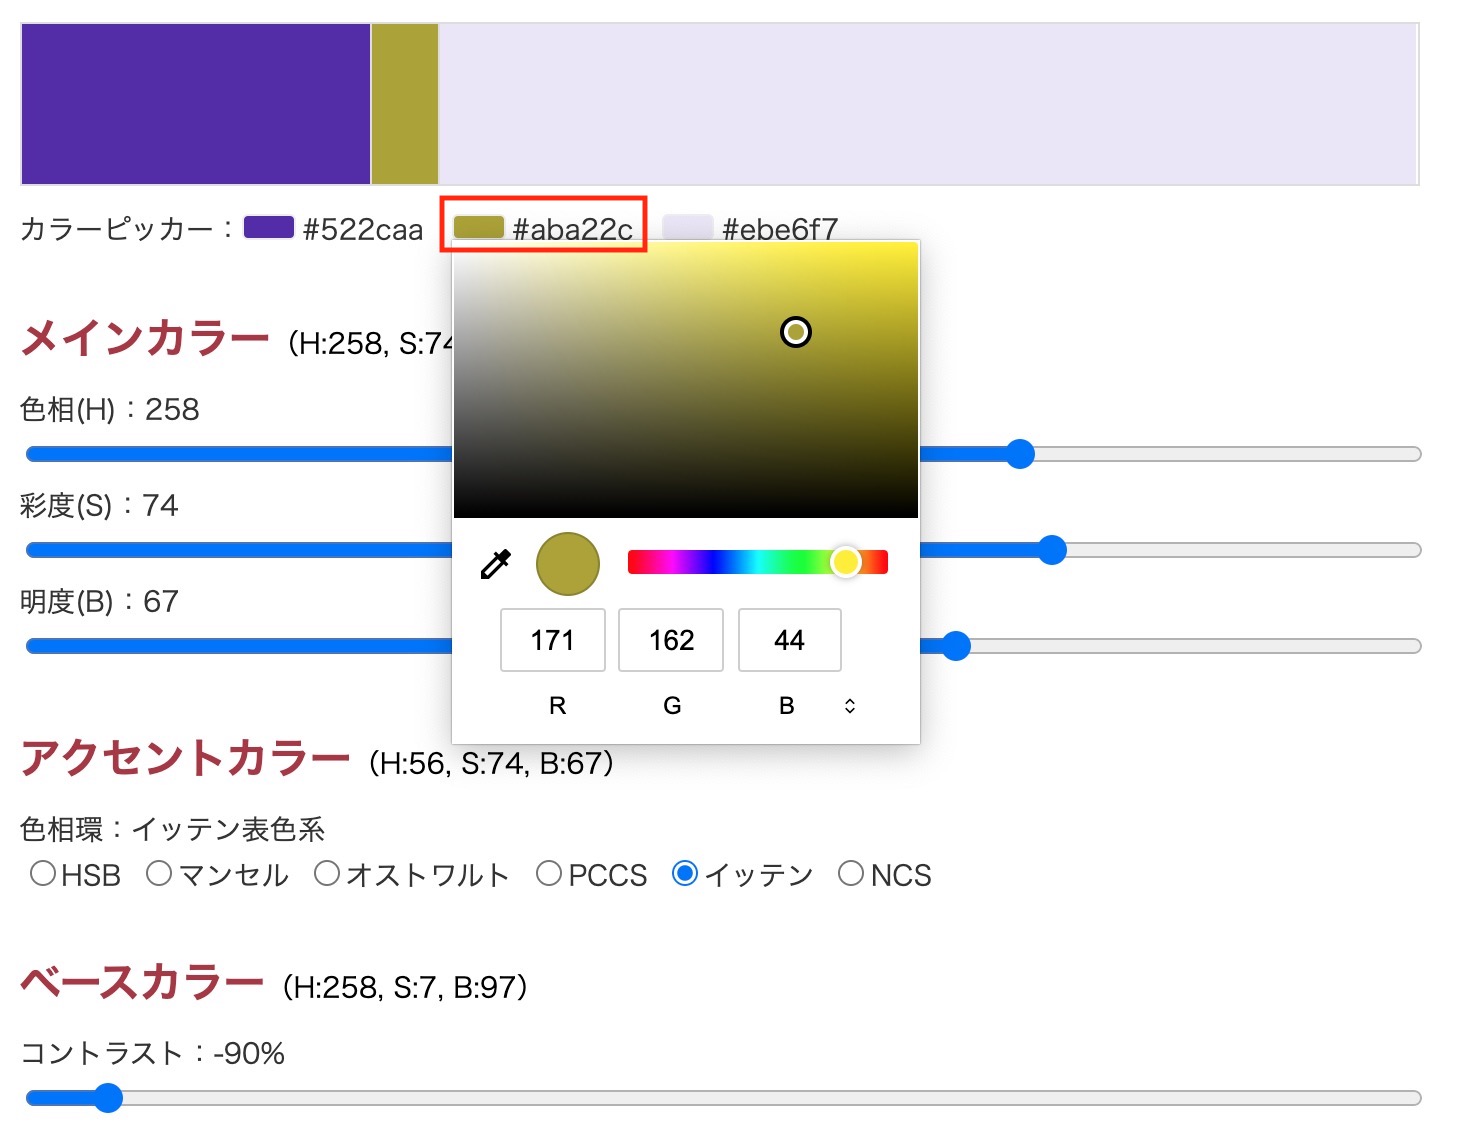 カラーピッカー： #522caa #aba22c #ebe6f7
メインカラー （H:258, S:74
色相(H)：258
彩度(S)：74
明度(B)：67
171 162 44
R G B
アクセントカラー （H:56, S:74, B:67）
色相環：イッテン表色系
HSB マンセル オストワルト PCCS イッテン NCS
ベースカラー （H:258, S:7, B:97）
コントラスト：-90%